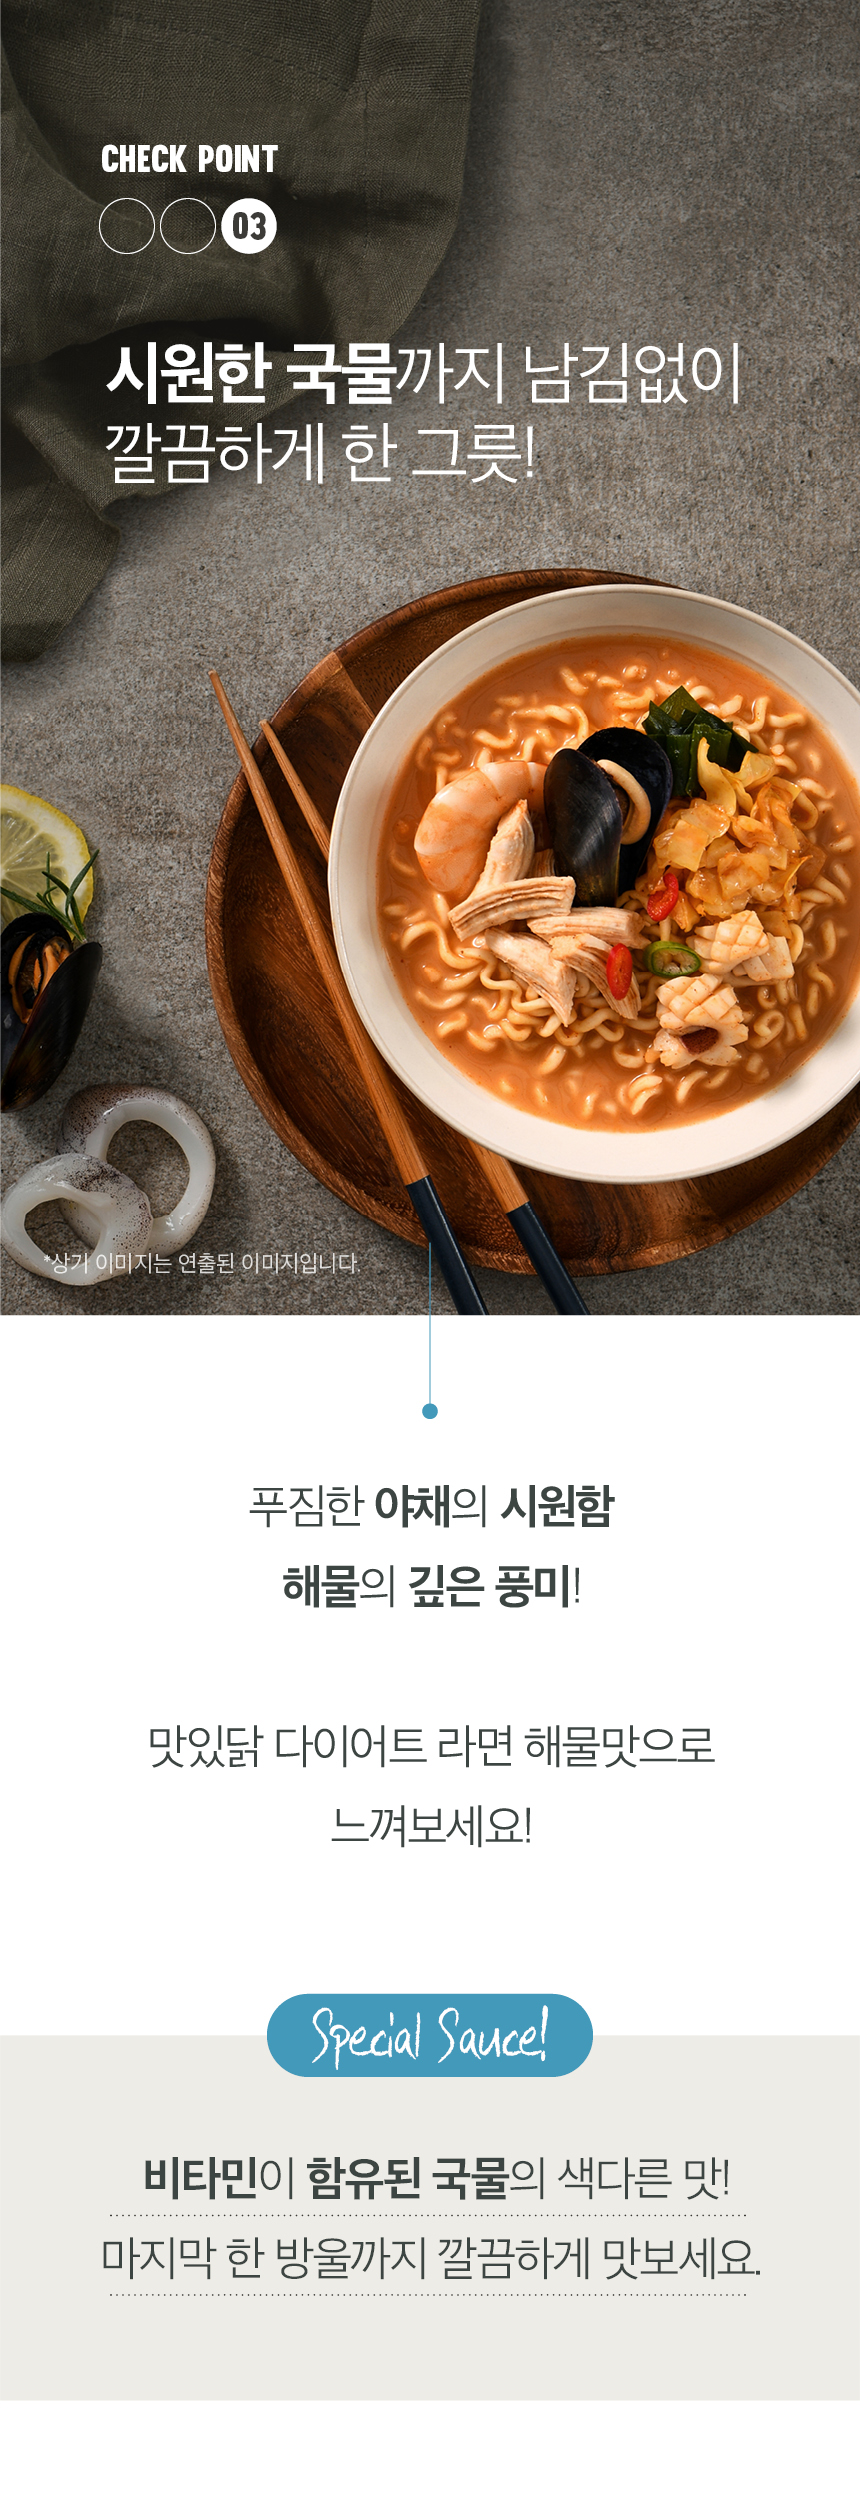 CHECK POINT
03
시원한 국물까지 남김없이
깔끔하게 한 그릇!
*상기 이미지는 연출된 이미지입니다.
푸짐한 야채의 시원함
해물의 깊은 풍미!
맛있닭 다이어트 라면 해물맛으로
느껴보세요!
Special Sauce!
비타민이 함유된 국물의 색다른 맛!
마지막 한 방울까지 깔끔하게 맛보세요.